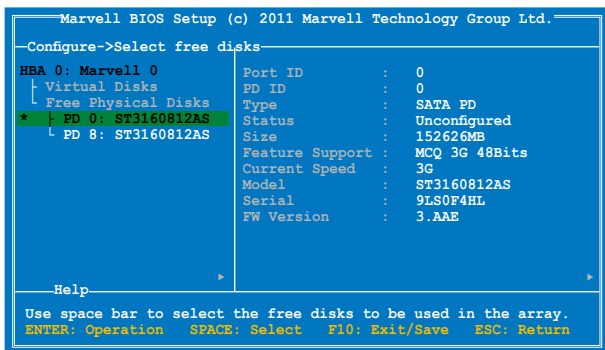 Marvell BIOS Setup (c) 2011 Marvell Technology Group Ltd.
Configure->Select free disks
HBA 0: Marvell 0
Virtual Disks
Free Physical Disks
* PD 0: ST3160812AS
PD 8: ST3160812AS
Port ID : 0
PD ID : 0
Type : SATA PD
Status : Unconfigured
Size : 152626MB
Feature Support : MCQ 3G 48Bits
Current Speed : 3G
Model : ST3160812AS
Serial : 9LS0F4HL
FW Version : 3.AAE
Help
Use space bar to select the free disks to be used in the array.
ENTER: Operation SPACE: Select F10: Exit/Save ESC: Return